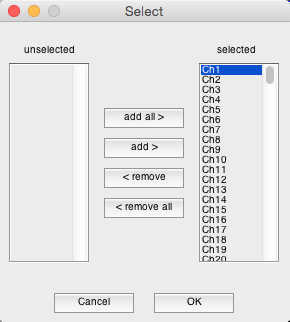 Select
unselected
selected
add all >
add >
< remove
< remove all
Ch1
Ch2
Ch3
Ch4
Ch5
Ch6
Ch7
Ch8
Ch9
Ch10
Ch11
Ch12
Ch13
Ch14
Ch15
Ch16
Ch17
Ch18
Ch19
Ch20
Cancel
OK